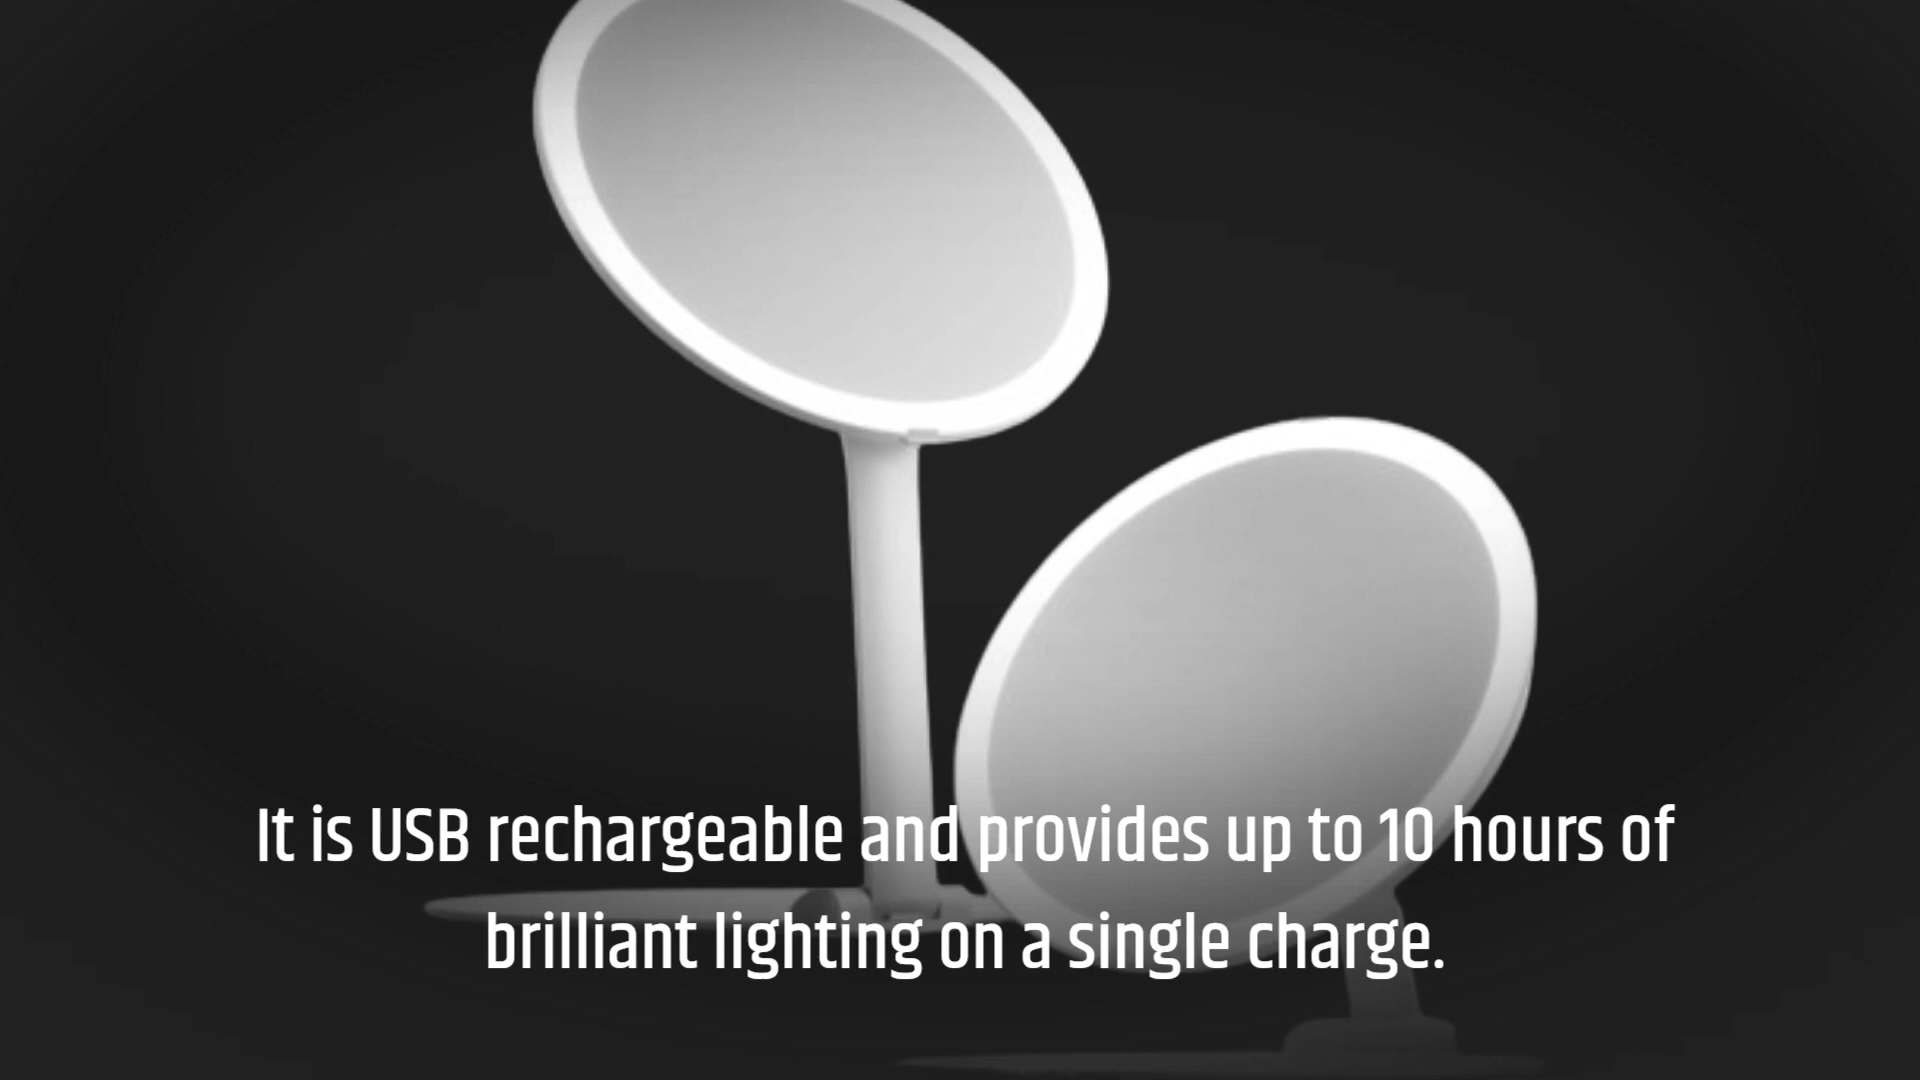 It is USB rechargeable and provides up to 10 hours of
brilliant lighting on a single charge.